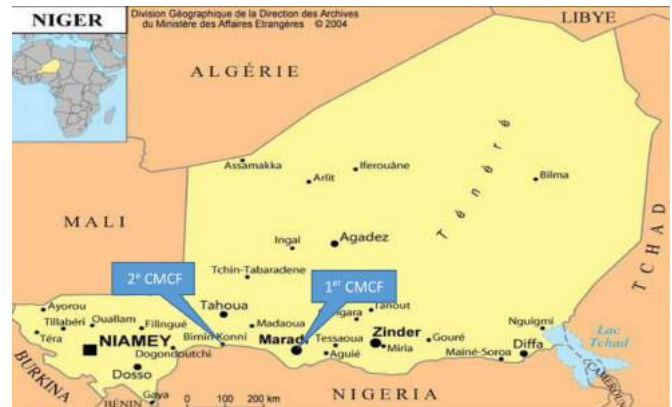 NIGER
Division Géographique de la Direction des Archives
du Ministère des Affaires Etrangères © 2004
LIBYE
ALGÉRIE
Assamakka
Iferouâne
Arlit
Bilma
Ténéré
MALI
TCHAD
Ingal
Agadez
2e CMCF
1er CMCF
Tchin-Tabaradene
Ayorou
Tahoua
Tanout
Tillabéri
Ouallam
Filingué
Madaoua
Nguigmi
Lac
Tchad
Téra
NIAMEY
Birnin-Konni
Tessaoua
Zinder
Gouré
Dogondoutchi
Aguié
Miria
Maïné-Soroa
Diffa
BURKINA
Dosso
Gaya
BÉNIN
0
100
200 km
NIGERIA